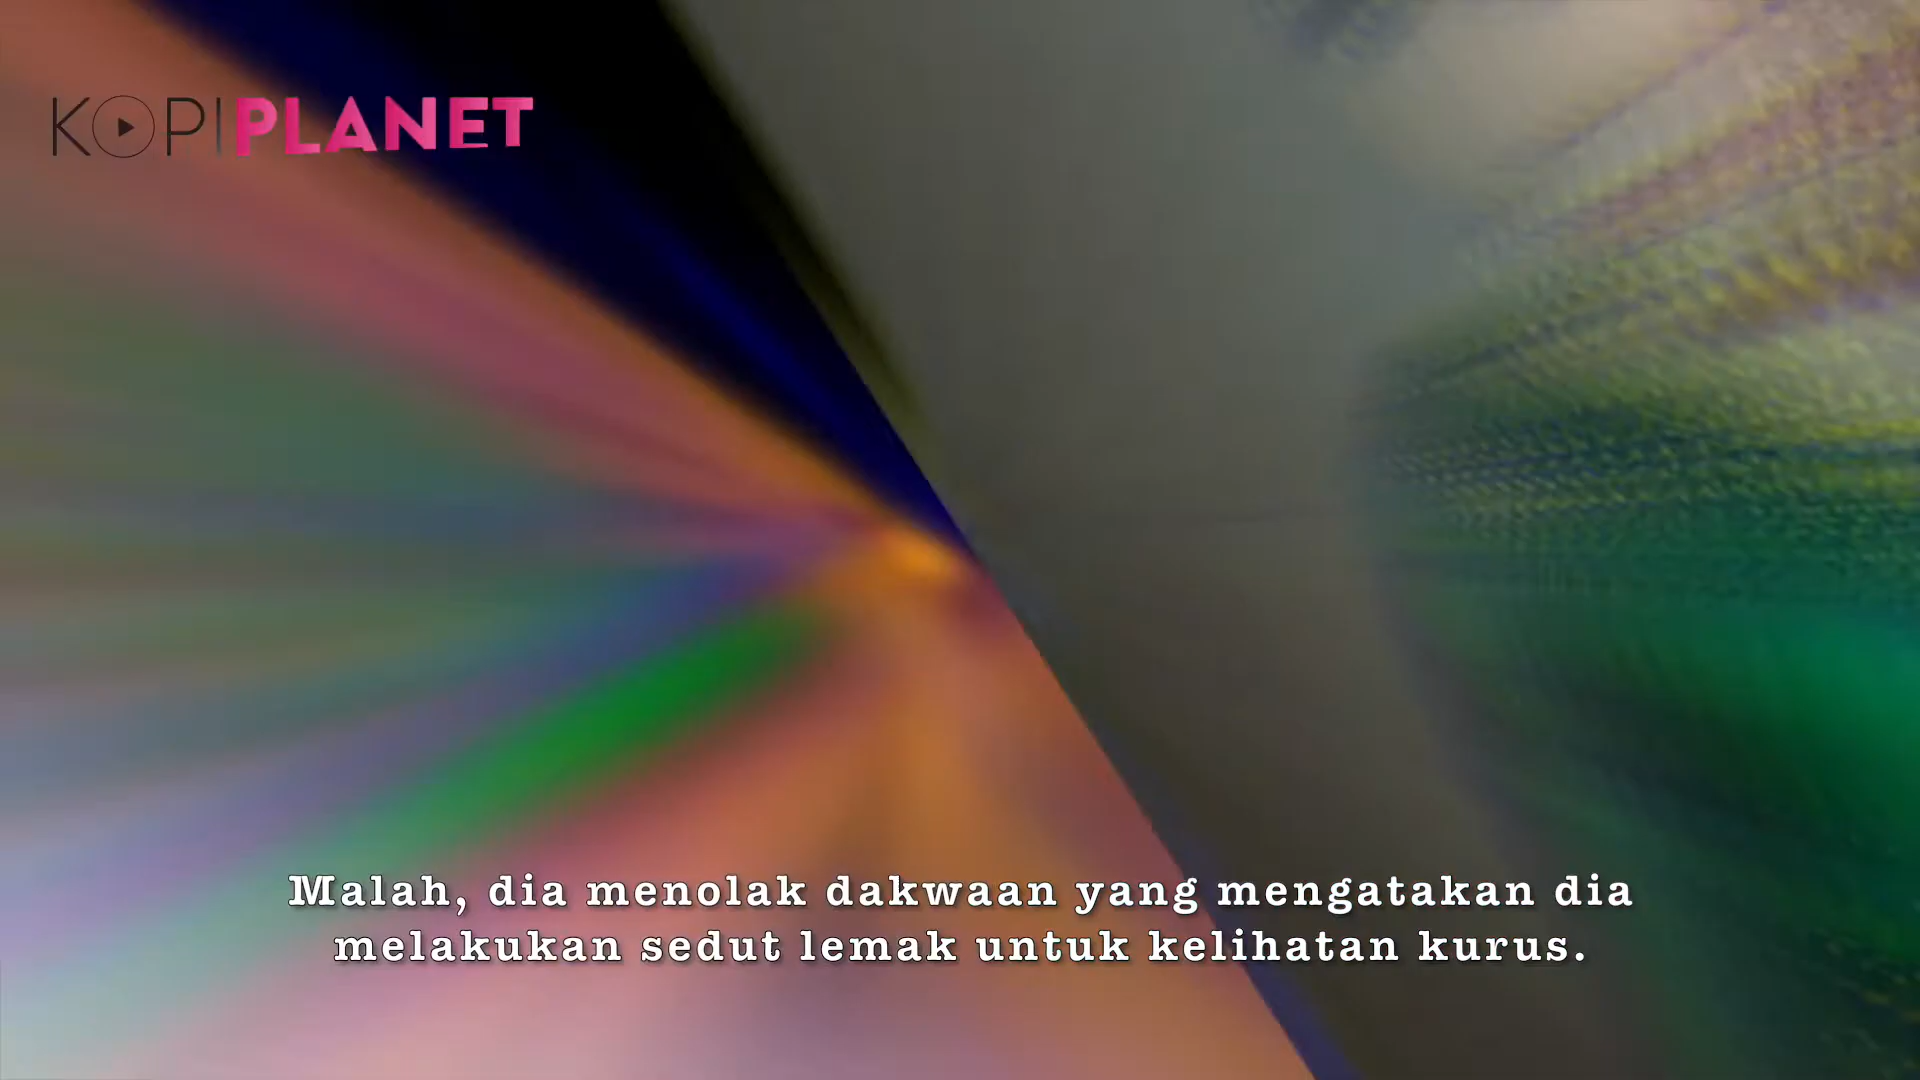 KOPIPLANET
Malah, dia menolak dakwaan yang mengatakan dia
melakukan sedut lemak untuk kelihatan kurus.